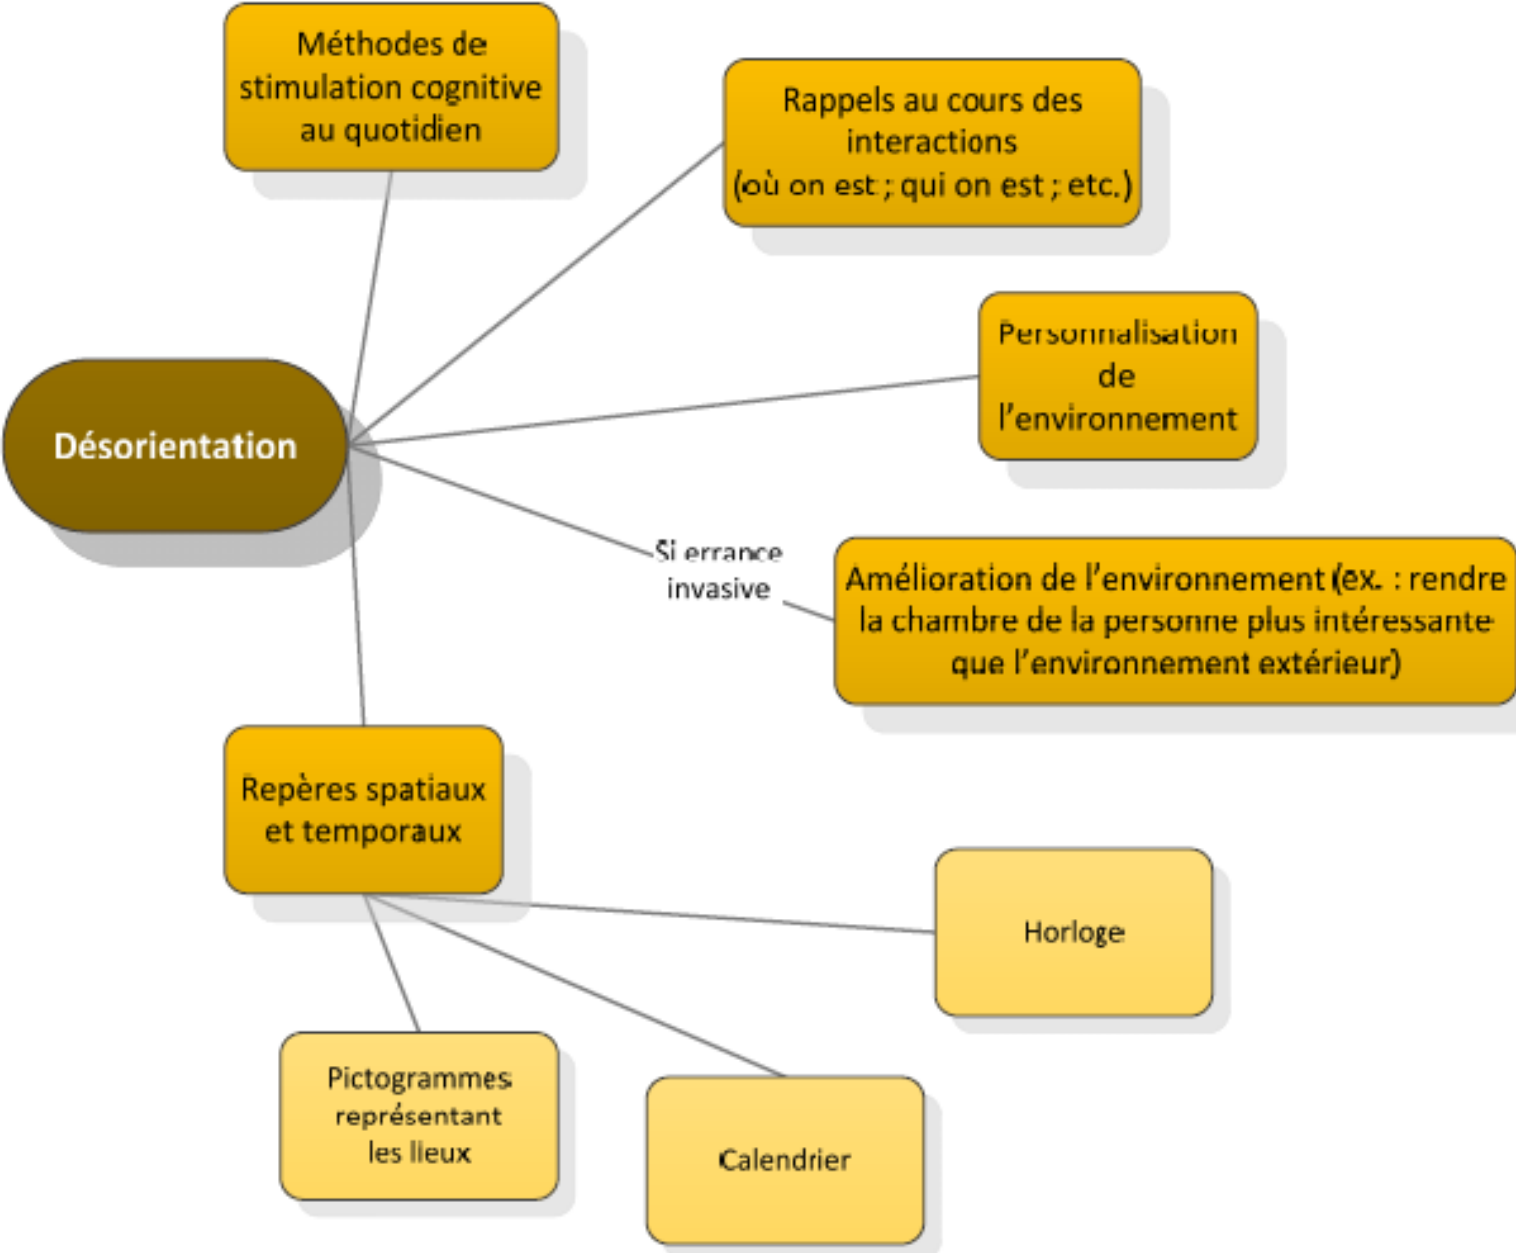 Méthodes de
stimulation cognitive
au quotidien
Rappels au cours des
interactions
(où on est ; qui on est ; etc.)
Personnalisation
de
l’environnement
Désorientation
Si errance
invasive
Amélioration de l’environnement (ex. : rendre
la chambre de la personne plus intéressante
que l’environnement extérieur)
Repères spatiaux
et temporaux
Horloge
Pictogrammes
représentant
les lieux
Calendrier